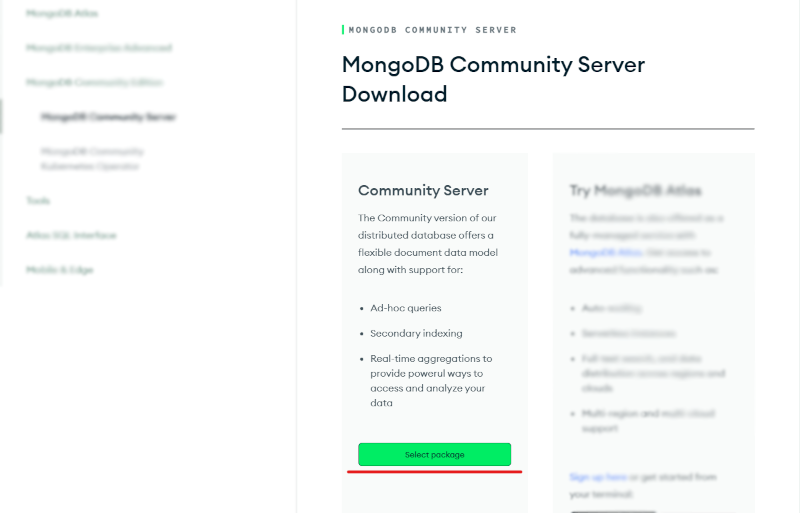 MongoDB Atlas
MongoDB Enterprise Advanced
MongoDB Community Edition
MongoDB Community Server
MongoDB Community
Kubernetes Operator
Tools
Atlas SQL Interface
Mobile & Edge
MONGODB COMMUNITY SERVER
MongoDB Community Server
Download
Community Server
The Community version of our
distributed database offers a
flexible document data model
along with support for:
Ad-hoc queries
Secondary indexing
Real-time aggregations to
provide powerul ways to
access and analyze your
data
Select package
Try MongoDB Atlas
The database is also offered as a
fully-managed service with
MongoDB Atlas. Get access to
advanced functionality such as:
Auto-scaling
Serverless instances
Full-text search, and data
distribution across regions and
clouds
Multi-region and multi-cloud
support
Sign up here or get started from
your terminal: